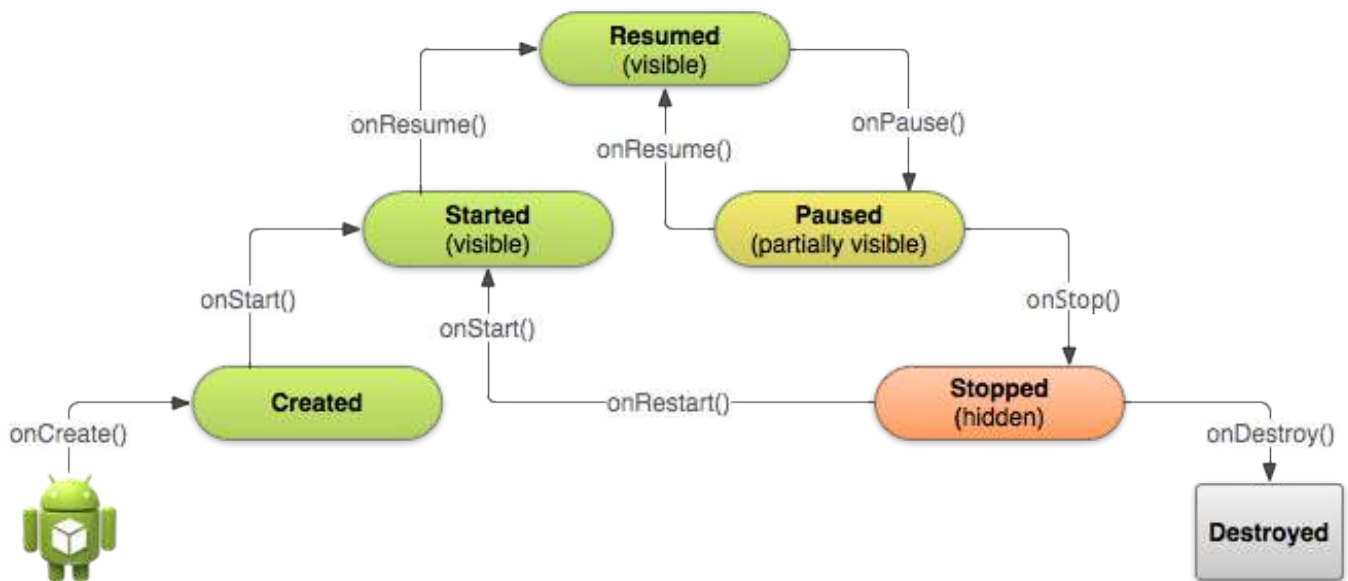 Resumed
(visible)
onResume()
onPause()
onResume()
Started
(visible)
Paused
(partially visible)
onStart()
onStart()
onStop()
Created
onRestart()
Stopped
(hidden)
onCreate()
onDestroy()
Destroyed